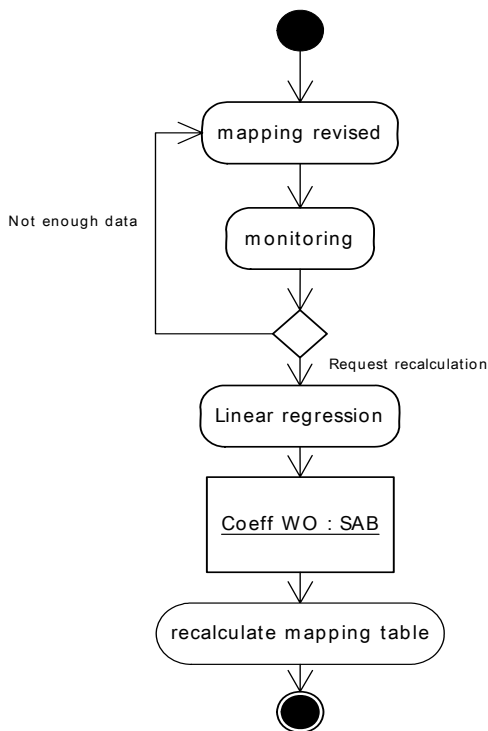 mapping revised
Not enough data
monitoring
Request recalculation
Linear regression
Coeff WO : SAB
recalculate mapping table